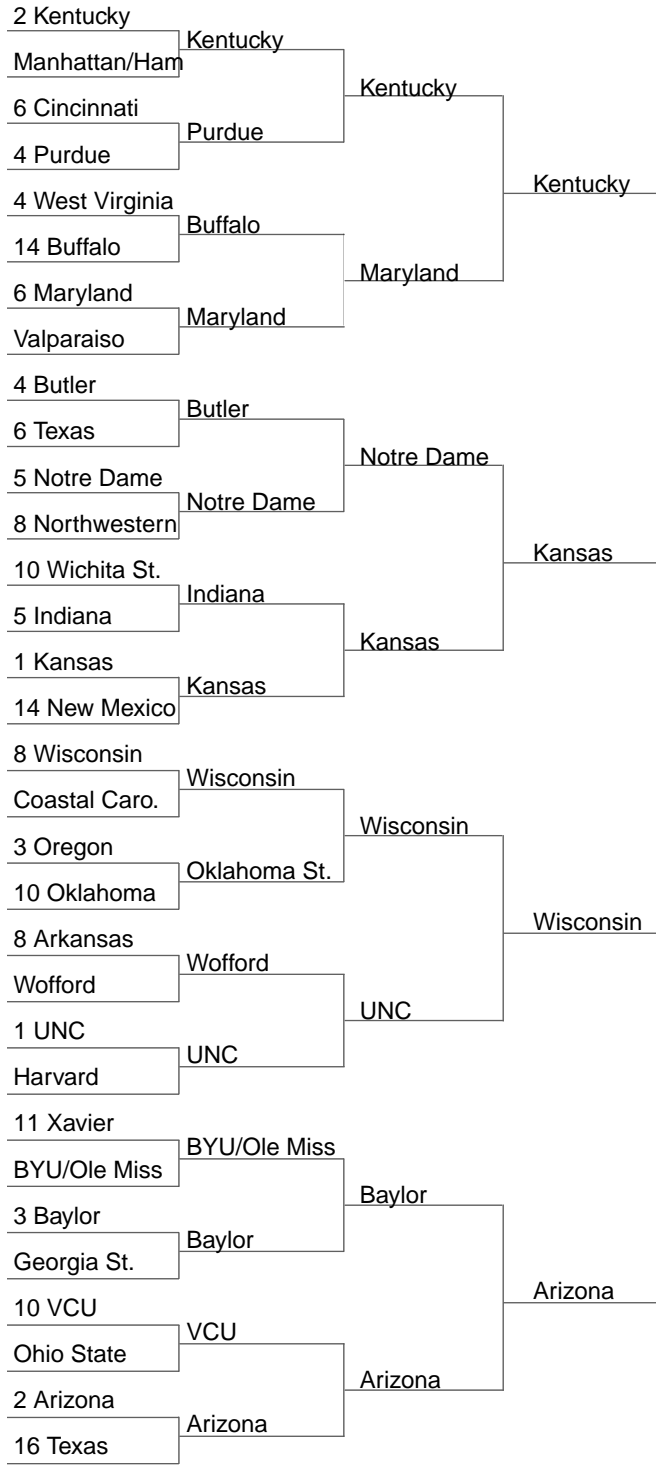 2 Kentucky
Manhattan/Ham
6 Cincinnati
4 Purdue
4 West Virginia
14 Buffalo
6 Maryland
Valparaiso
4 Butler
6 Texas
5 Notre Dame
8 Northwestern
10 Wichita St.
5 Indiana
1 Kansas
14 New Mexico
8 Wisconsin
Coastal Caro.
3 Oregon
10 Oklahoma
8 Arkansas
Wofford
1 UNC
Harvard
11 Xavier
BYU/Ole Miss
3 Baylor
Georgia St.
10 VCU
Ohio State
2 Arizona
16 Texas
Kentucky
Purdue
Buffalo
Maryland
Butler
Notre Dame
Indiana
Kansas
Wisconsin
Oklahoma St.
Wofford
UNC
BYU/Ole Miss
Baylor
VCU
Arizona
Kentucky
Maryland
Notre Dame
Kansas
Wisconsin
UNC
Baylor
Arizona
Kentucky
Kansas
Wisconsin
Arizona